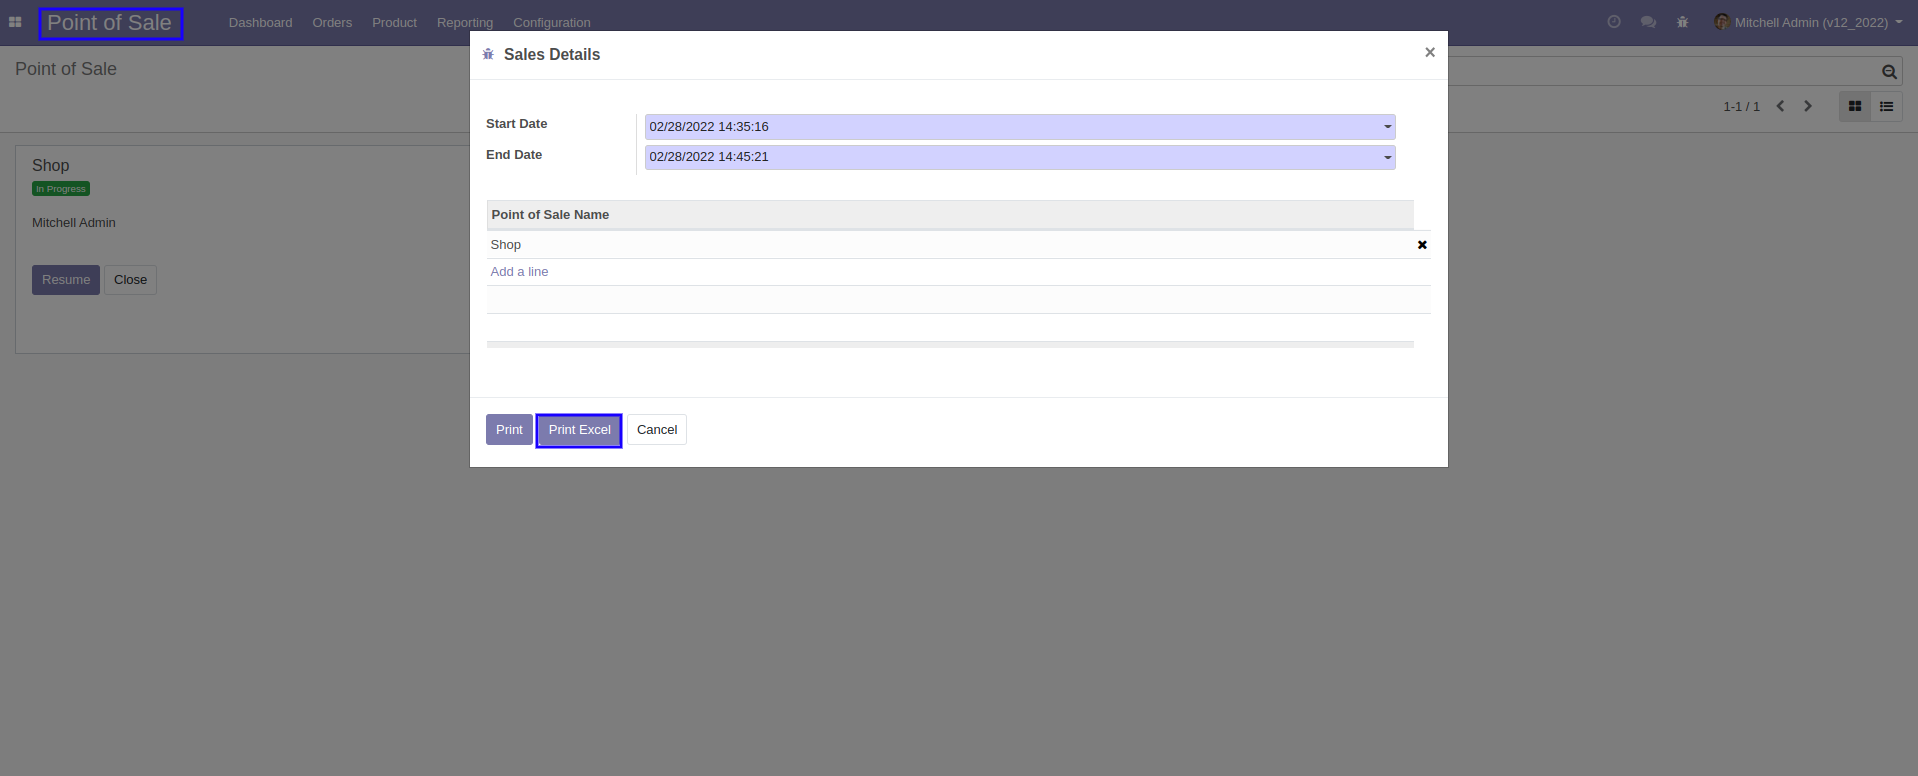 Point of Sale Dashboard Orders Product Reporting Configuration Mitchell Admin (v12_2022)
Point of Sale
1-1 / 1
Shop
In Progress
Mitchell Admin
Resume Close
Sales Details ×
Start Date 02/28/2022 14:35:16
End Date 02/28/2022 14:45:21
Point of Sale Name
Shop
Add a line
Print Print Excel Cancel